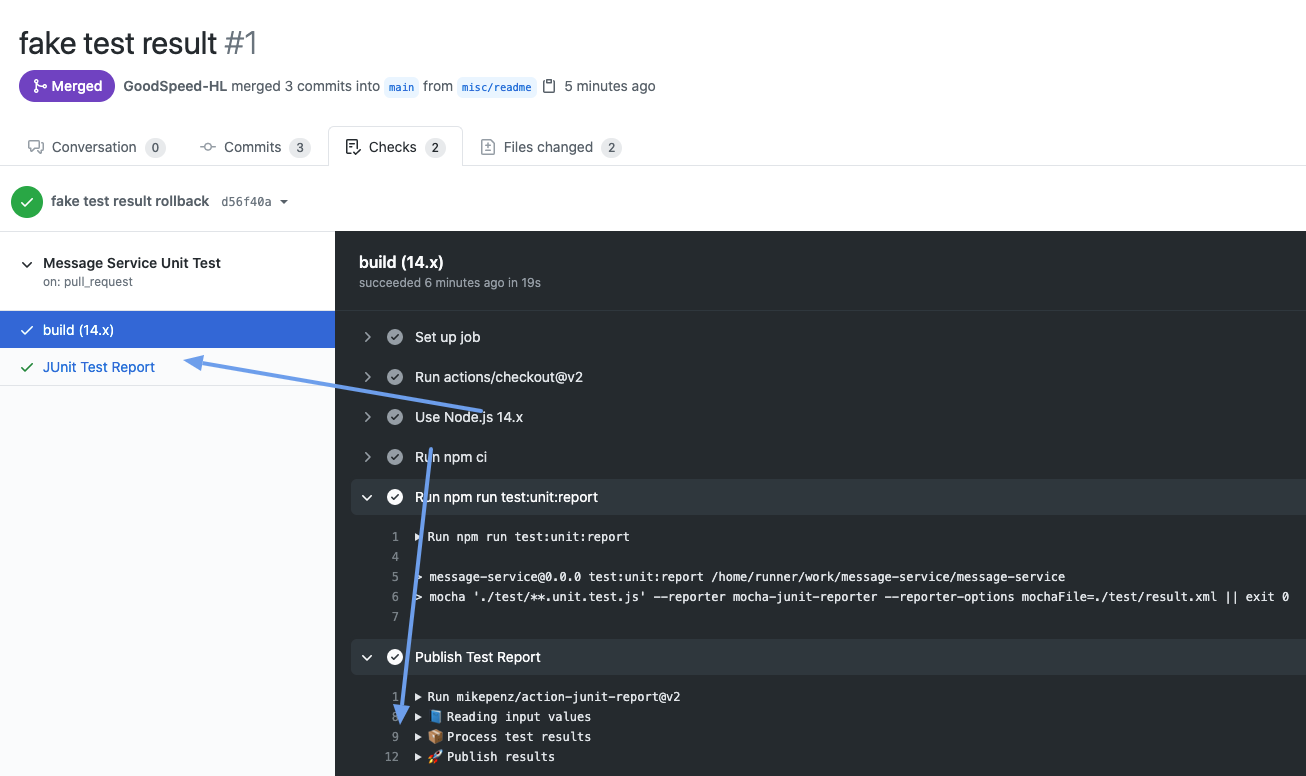 fake test result #1
Merged GoodSpeed-HL merged 3 commits into main from misc/readme 5 minutes ago
Conversation 0 Commits 3 Checks 2 Files changed 2
fake test result rollback d56f40a
Message Service Unit Test
on: pull_request
build (14.x)
JUnit Test Report
build (14.x)
succeeded 6 minutes ago in 19s
Set up job
Run actions/checkout@v2
Use Node.js 14.x
Run npm ci
Run npm run test:unit:report
1 Run npm run test:unit:report
4
5 > message-service@0.0.0 test:unit:report /home/runner/work/message-service/message-service
6 > mocha './test/**.unit.test.js' --reporter mocha-junit-reporter --reporter-options mochaFile=./test/result.xml || exit 0
7
Publish Test Report
1 Run mikepenz/action-junit-report@v2
8 📘 Reading input values
9 📦 Process test results
12 🚀 Publish results